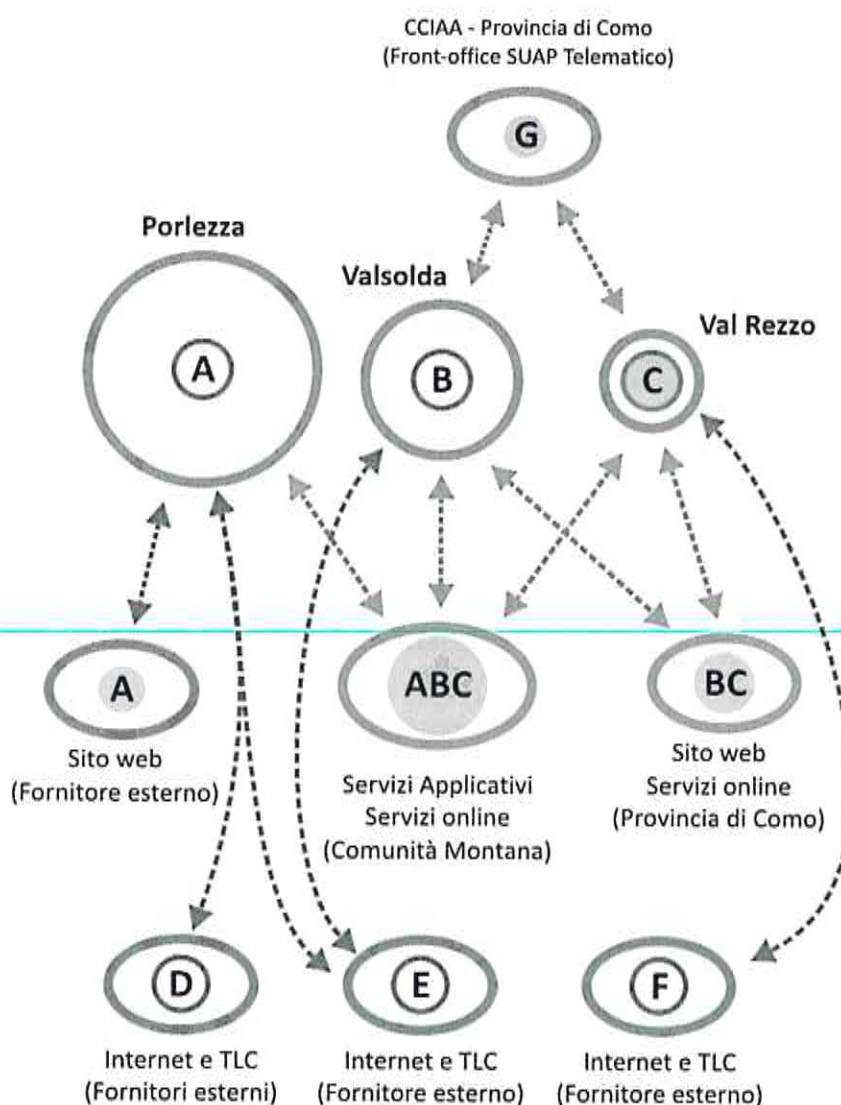 CCIAA - Provincia di Como
(Front-office SUAP Telematico)
G
Porlezza
Valsolda
Val Rezzo
A
B
C
A
ABC
BC
Sito web
(Fornitore esterno)
Servizi Applicativi
Servizi online
(Comunità Montana)
Sito web
Servizi online
(Provincia di Como)
D
E
F
Internet e TLC
(Fornitori esterni)
Internet e TLC
(Fornitore esterno)
Internet e TLC
(Fornitore esterno)